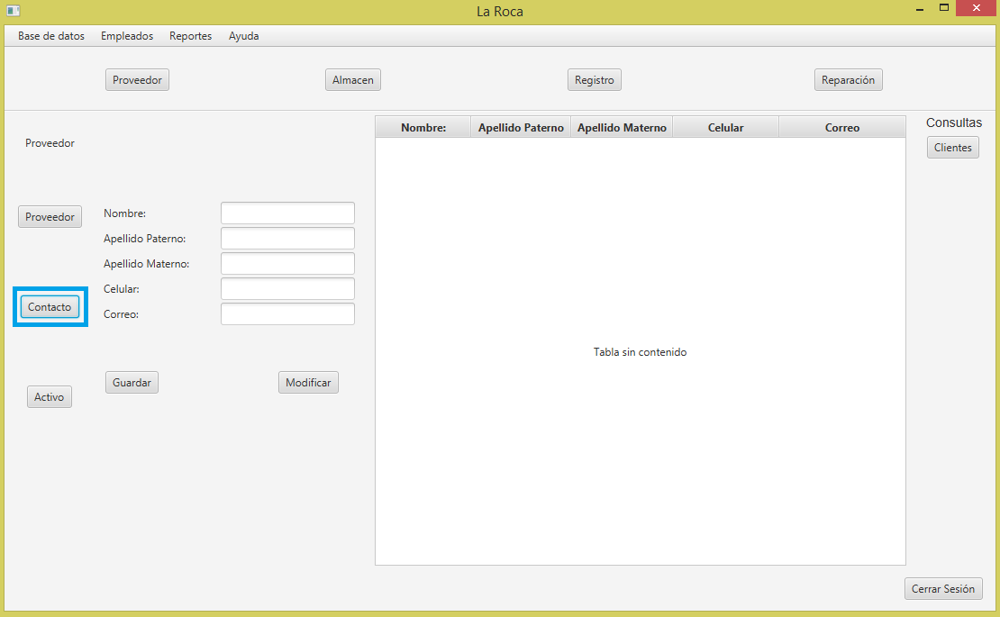 La Roca
Base de datos Empleados Reportes Ayuda
Proveedor Almacen Registro Reparación
Proveedor
Proveedor
Contacto
Activo
Nombre:
Apellido Paterno:
Apellido Materno:
Celular:
Correo:
Guardar Modificar
Nombre: Apellido Paterno Apellido Materno Celular Correo
Tabla sin contenido
Consultas
Clientes
Cerrar Sesión